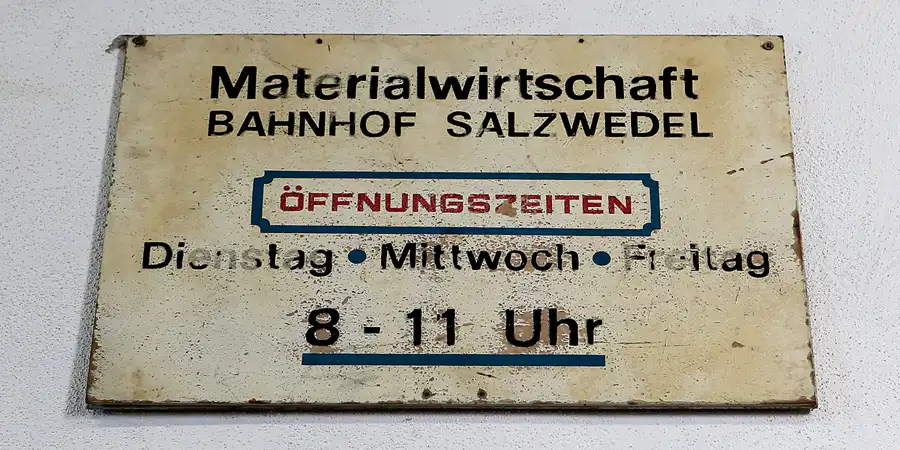 Materialwirtschaft
BAHNHOF SALZWEDEL
ÖFFNUNGSZEITEN
Dienstag • Mittwoch • Freitag
8 - 11 Uhr